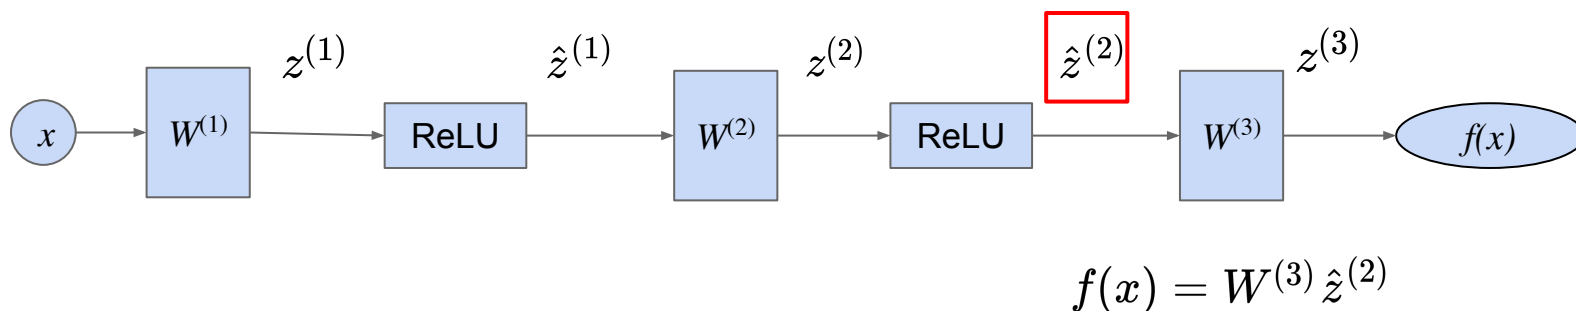 z^(1) ẑ^(1) z^(2) ẑ^(2) z^(3)
x W^(1) ReLU W^(2) ReLU W^(3) f(x)
f(x) = W^(3) ẑ^(2)